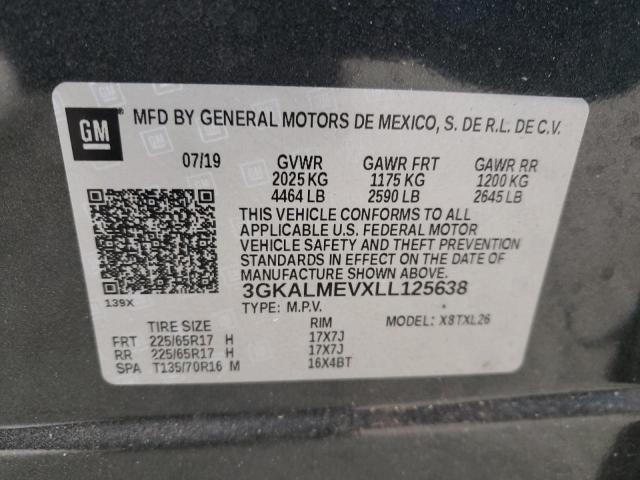 GM MFD BY GENERAL MOTORS DE MEXICO, S. DE R.L. DE C.V.
07/19 GVWR GAWR FRT GAWR RR
2025 KG 1175 KG 1200 KG
4464 LB 2590 LB 2645 LB
THIS VEHICLE CONFORMS TO ALL
APPLICABLE U.S. FEDERAL MOTOR
VEHICLE SAFETY AND THEFT PREVENTION
STANDARDS IN EFFECT ON THE DATE OF
MANUFACTURE SHOWN ABOVE.
139X 3GKALMEVXLL125638
TYPE: M.P.V. MODEL: X8TXL26
TIRE SIZE RIM
FRT 225/65R17 H 17X7J
RR 225/65R17 H 17X7J
SPA T135/70R16 M 16X4BT